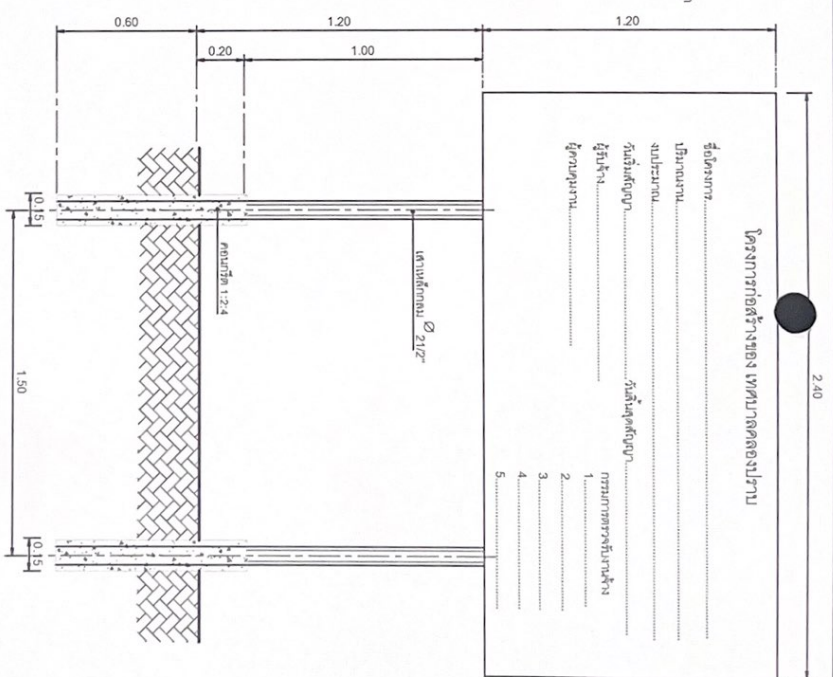 2.40
โครงการก่อสร้างของ เทศบาลตำบลคลองปราบ
ชื่อโครงการ
ปริมาณงาน
งบประมาณ
วันเริ่มสัญญา วันสิ้นสุดสัญญา
ผู้รับจ้าง
ผู้ควบคุมงาน
กรรมการตรวจรับงานจ้าง
1
2
3
4
5
1.20
1.20
1.00
0.20
0.60
เสาเหล็กกลม Ø 21/2"
คอนกรีต 1:2:4
0.15
0.15
1.50